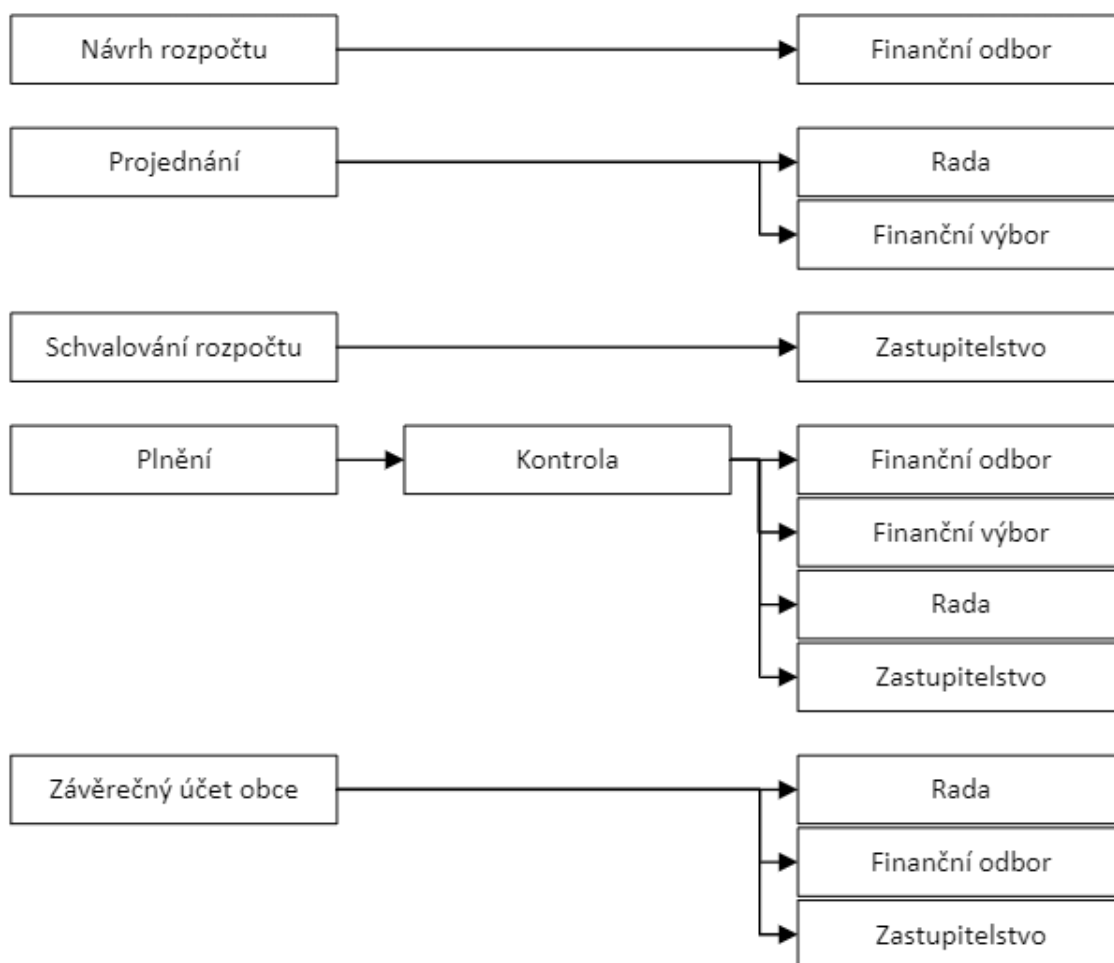 Návrh rozpočtu
Finanční odbor
Projednání
Rada
Finanční výbor
Schvalování rozpočtu
Zastupitelstvo
Plnění
Kontrola
Finanční odbor
Finanční výbor
Rada
Zastupitelstvo
Závěrečný účet obce
Rada
Finanční odbor
Zastupitelstvo